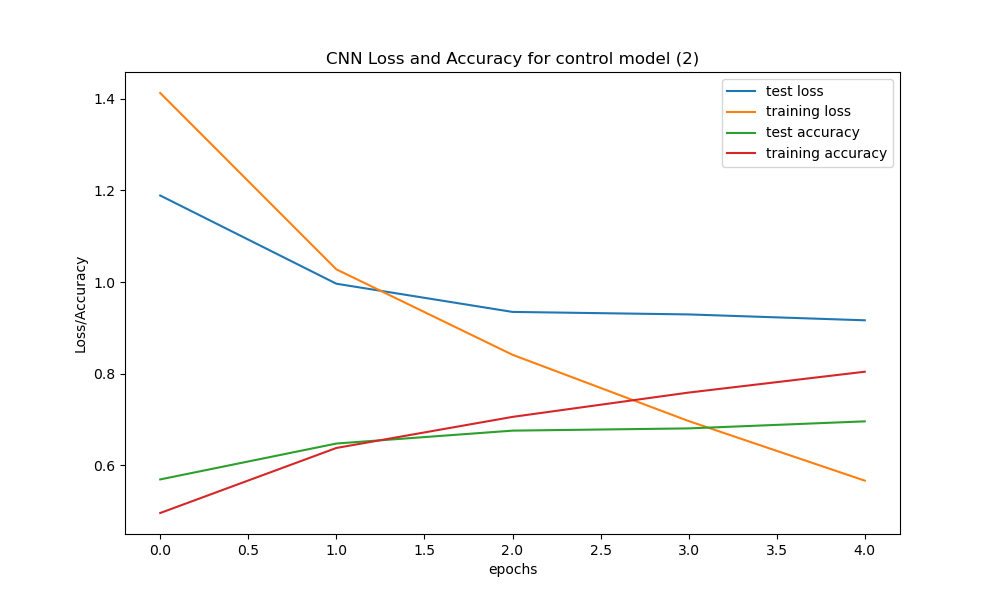 CNN Loss and Accuracy for control model (2)
test loss
training loss
test accuracy
training accuracy
Loss/Accuracy
1.4
1.2
1.0
0.8
0.6
0.0 0.5 1.0 1.5 2.0 2.5 3.0 3.5 4.0
epochs